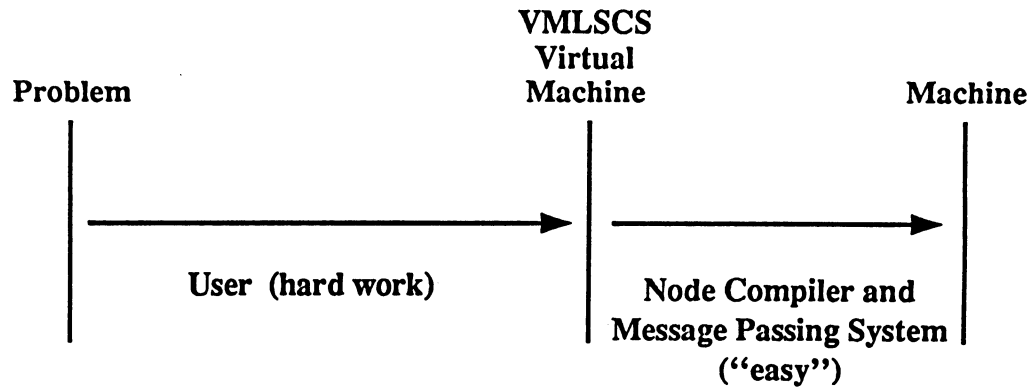 VMLSCS
Virtual
Problem
Machine
Machine
User (hard work)
Node Compiler and
Message Passing System
(“easy”)